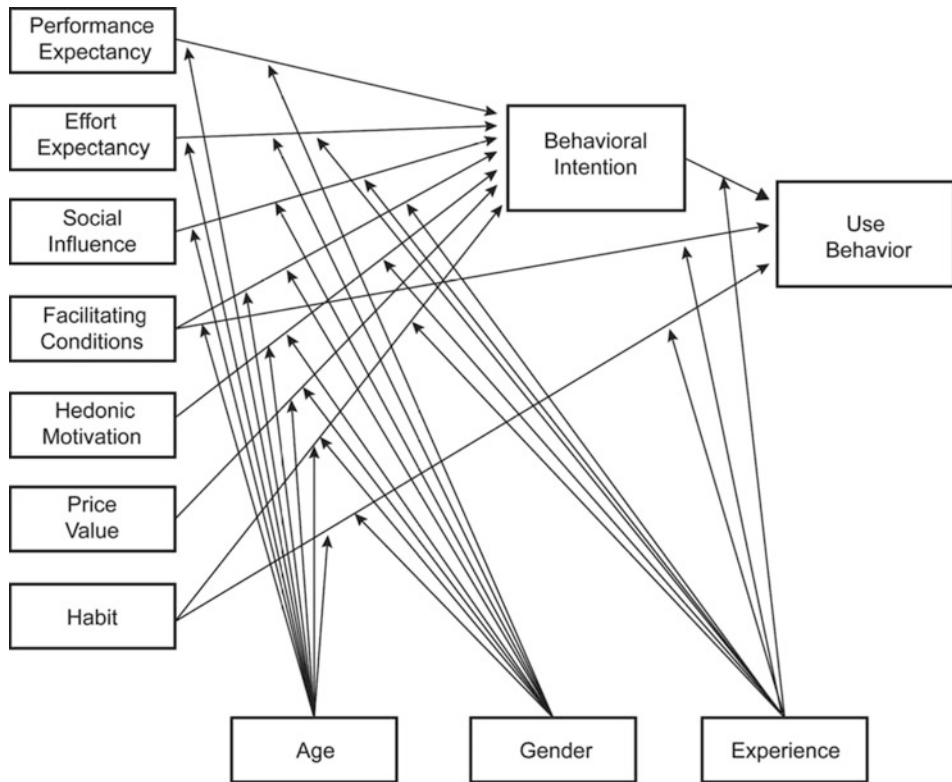 Performance
Expectancy
Effort
Expectancy
Social
Influence
Facilitating
Conditions
Hedonic
Motivation
Price
Value
Habit
Behavioral
Intention
Use
Behavior
Age
Gender
Experience